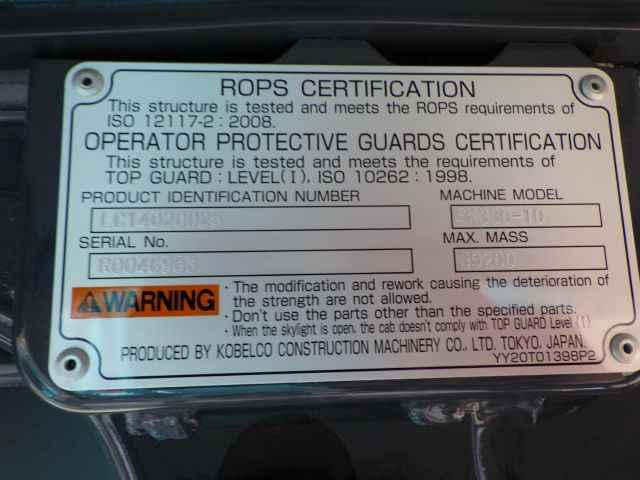 ROPS CERTIFICATION
This structure is tested and meets the ROPS requirements of
ISO 12117-2 : 2008.
OPERATOR PROTECTIVE GUARDS CERTIFICATION
This structure is tested and meets the requirements of
TOP GUARD : LEVEL(I). ISO 10262 : 1998.
PRODUCT IDENTIFICATION NUMBER
MACHINE MODEL
SERIAL No.
MAX. MASS
39200
WARNING
· The modification and rework causing the deterioration of
the strength are not allowed.
· Don't use the parts other than the specified parts.
· When the skylight is open, the cab doesn't comply with TOP GUARD Level (I)
PRODUCED BY KOBELCO CONSTRUCTION MACHINERY CO., LTD. TOKYO, JAPAN.
YY20T01398P2